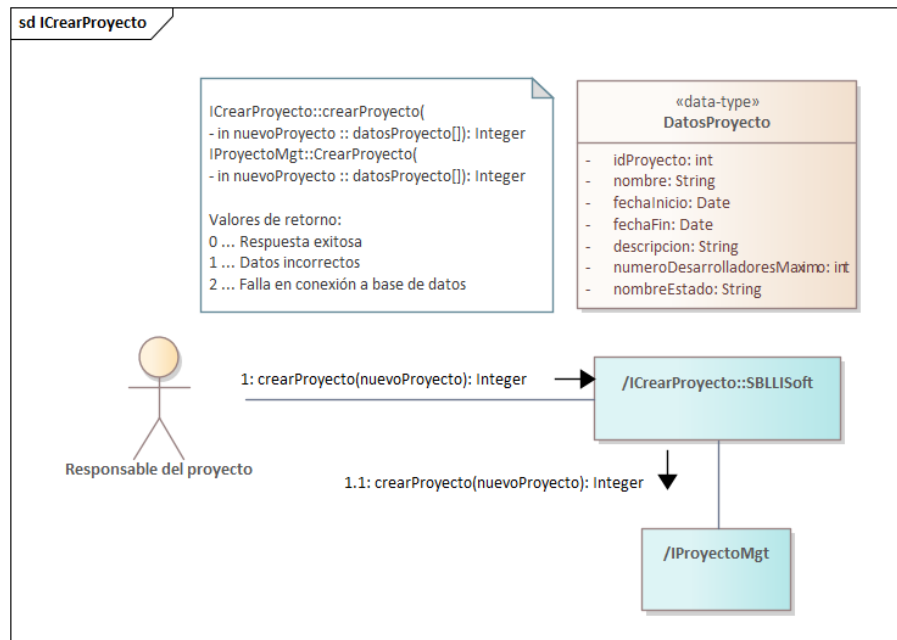 sd ICrearProyecto
ICrearProyecto::crearProyecto(
- in nuevoProyecto :: datosProyecto[]): Integer
IProyectoMgt::CrearProyecto(
- in nuevoProyecto :: datosProyecto[]): Integer
Valores de retorno:
0 ... Respuesta exitosa
1 ... Datos incorrectos
2 ... Falla en conexión a base de datos
«data-type»
DatosProyecto
- idProyecto: int
- nombre: String
- fechaInicio: Date
- fechaFin: Date
- descripcion: String
- numeroDesarrolladoresMaximo: int
- nombreEstado: String
1: crearProyecto(nuevoProyecto): Integer
/ICrearProyecto::SBLLISoft
Responsable del proyecto
1.1: crearProyecto(nuevoProyecto): Integer
/IProyectoMgt